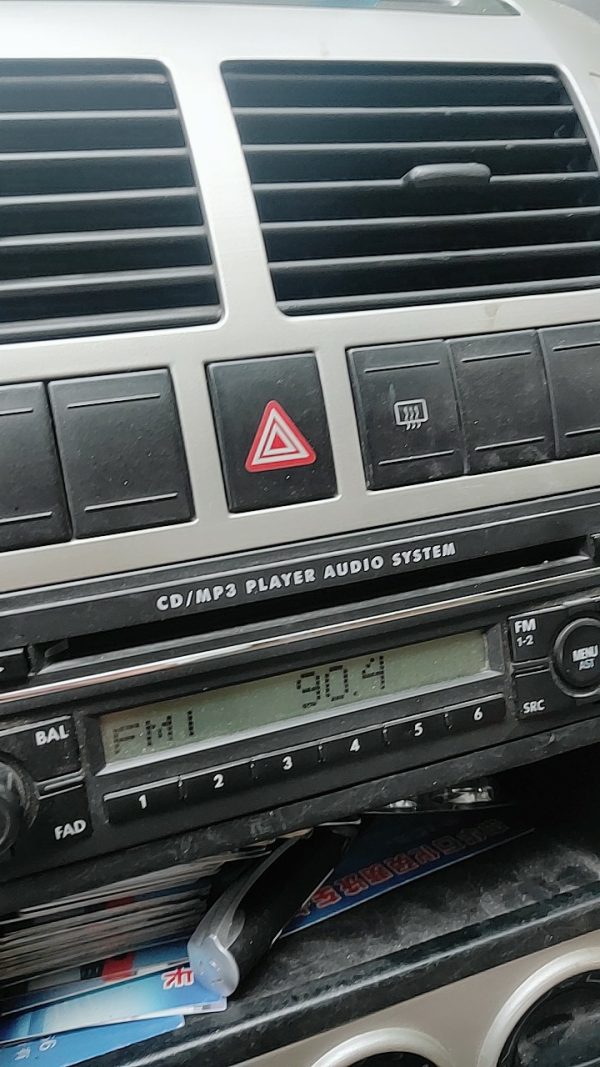 CD/MP3 PLAYER AUDIO SYSTEM
FM
1-2
MENU
AST
SRC
FM1
90.4
BAL
FAD
1
2
3
4
5
6
卡